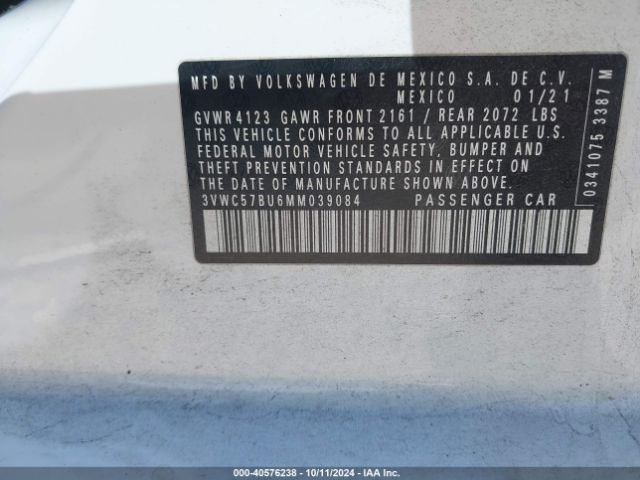 MFD BY VOLKSWAGEN DE MEXICO S.A. DE C.V.
MEXICO 01/21
GVWR 4123 GAWR FRONT 2161 / REAR 2072 LBS
THIS VEHICLE CONFORMS TO ALL APPLICABLE U.S.
FEDERAL MOTOR VEHICLE SAFETY, BUMPER AND
THEFT PREVENTION STANDARDS IN EFFECT ON
THE DATE OF MANUFACTURE SHOWN ABOVE.
3VWC57BU6MM039084 PASSENGER CAR
0341075 3387 M
000-40576238 - 10/11/2024 - IAA Inc.